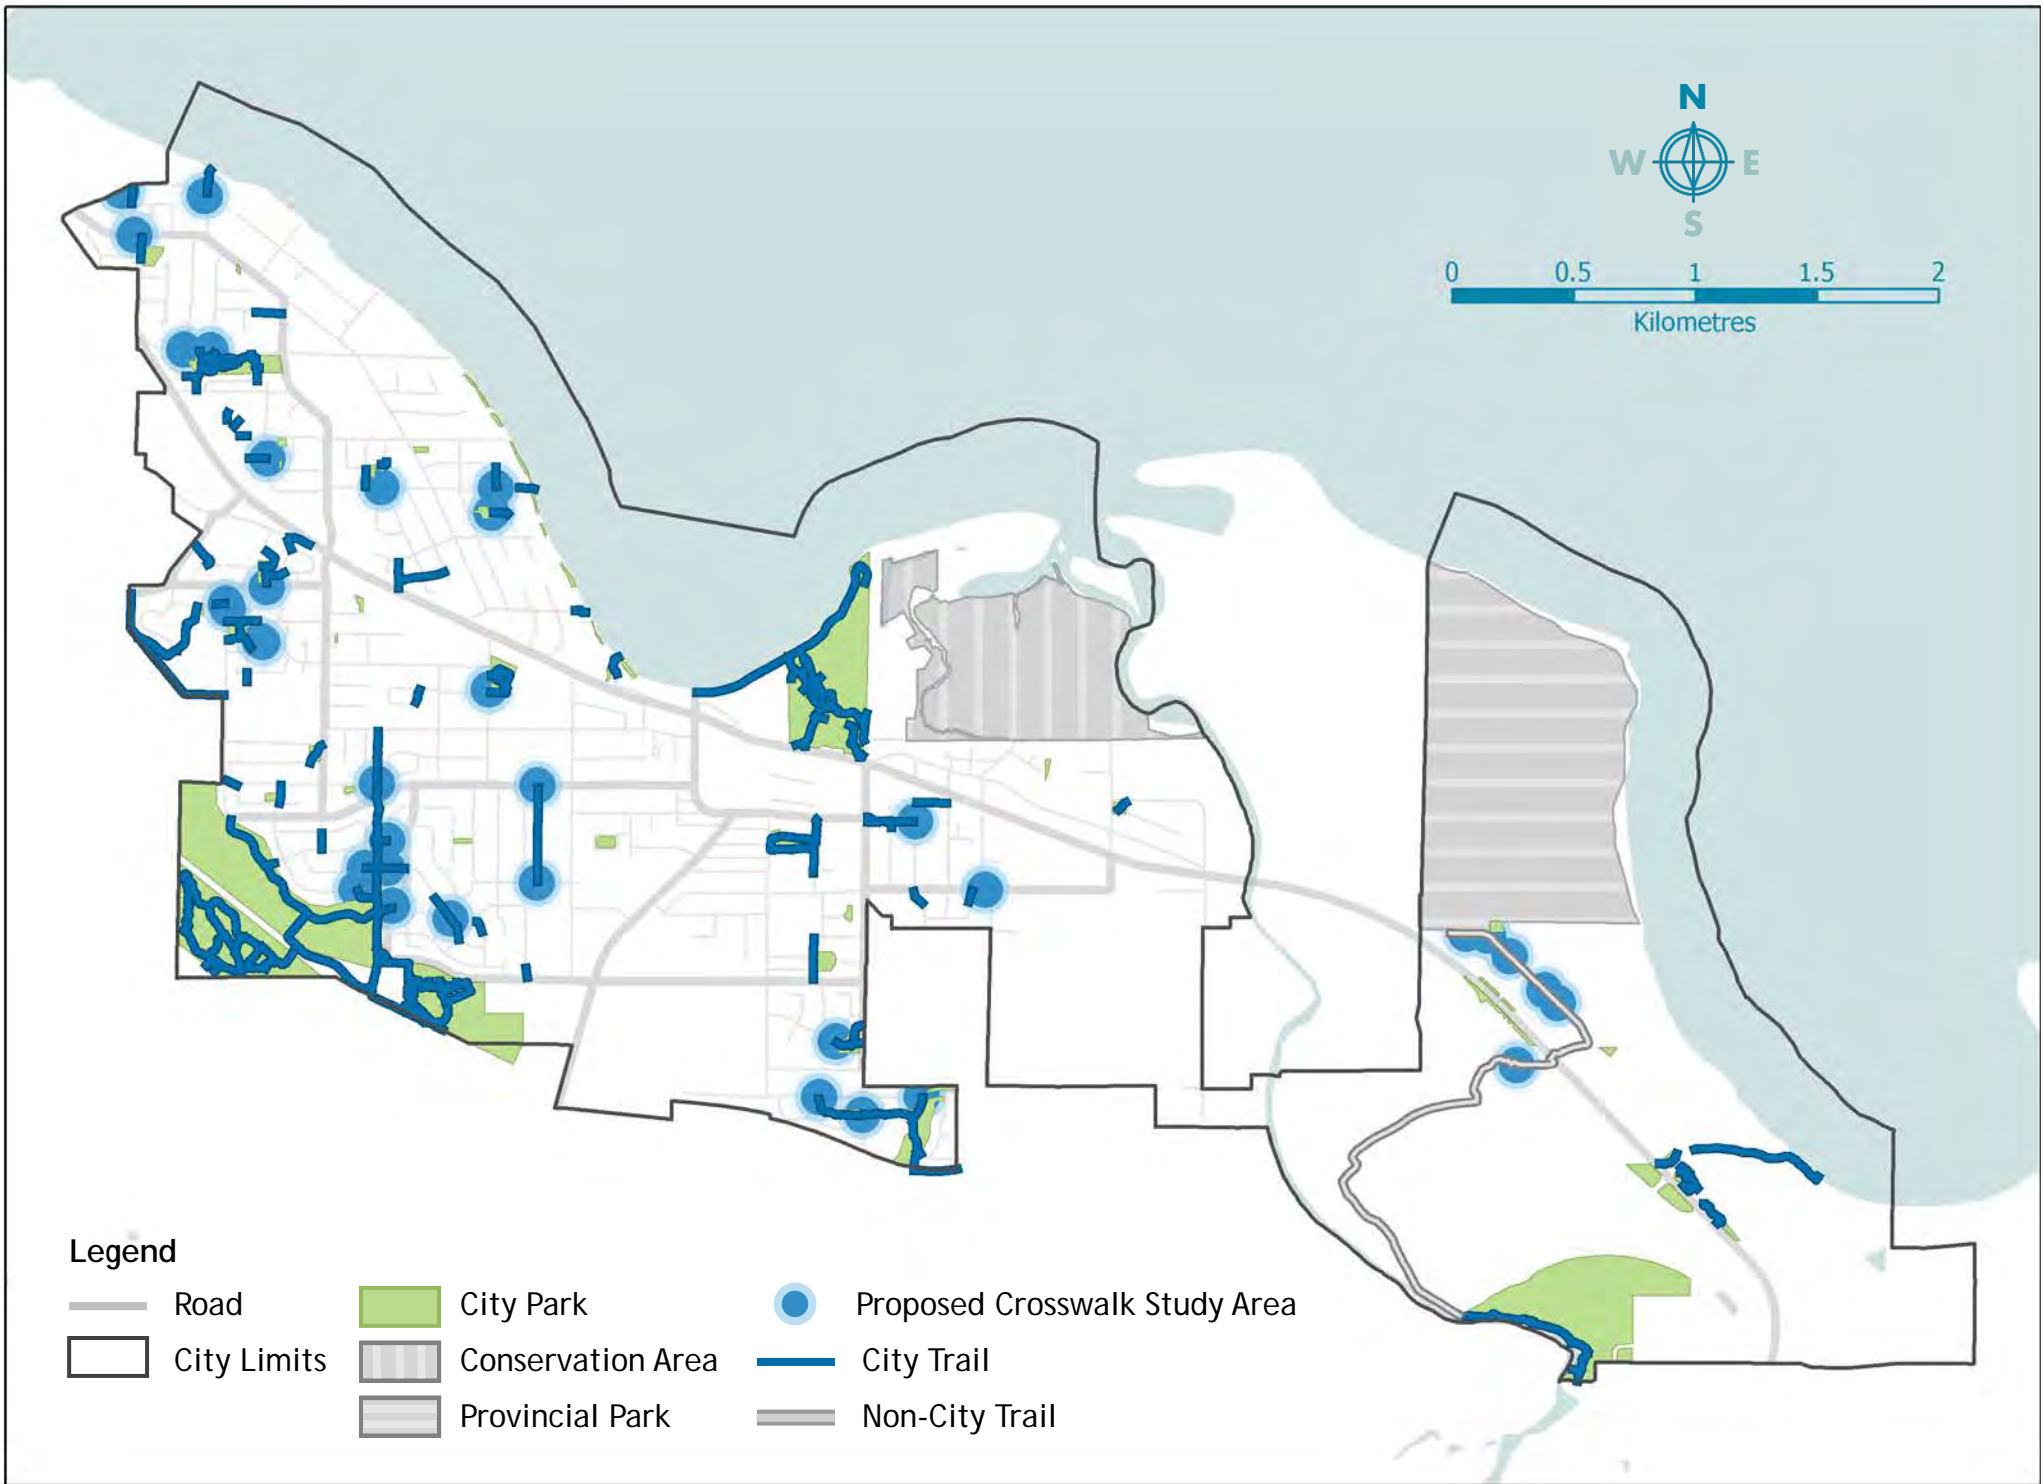 N
W E
S
0 0.5 1 1.5 2
Kilometres
Legend
Road
City Park
Proposed Crosswalk Study Area
City Limits
Conservation Area
City Trail
Provincial Park
Non-City Trail